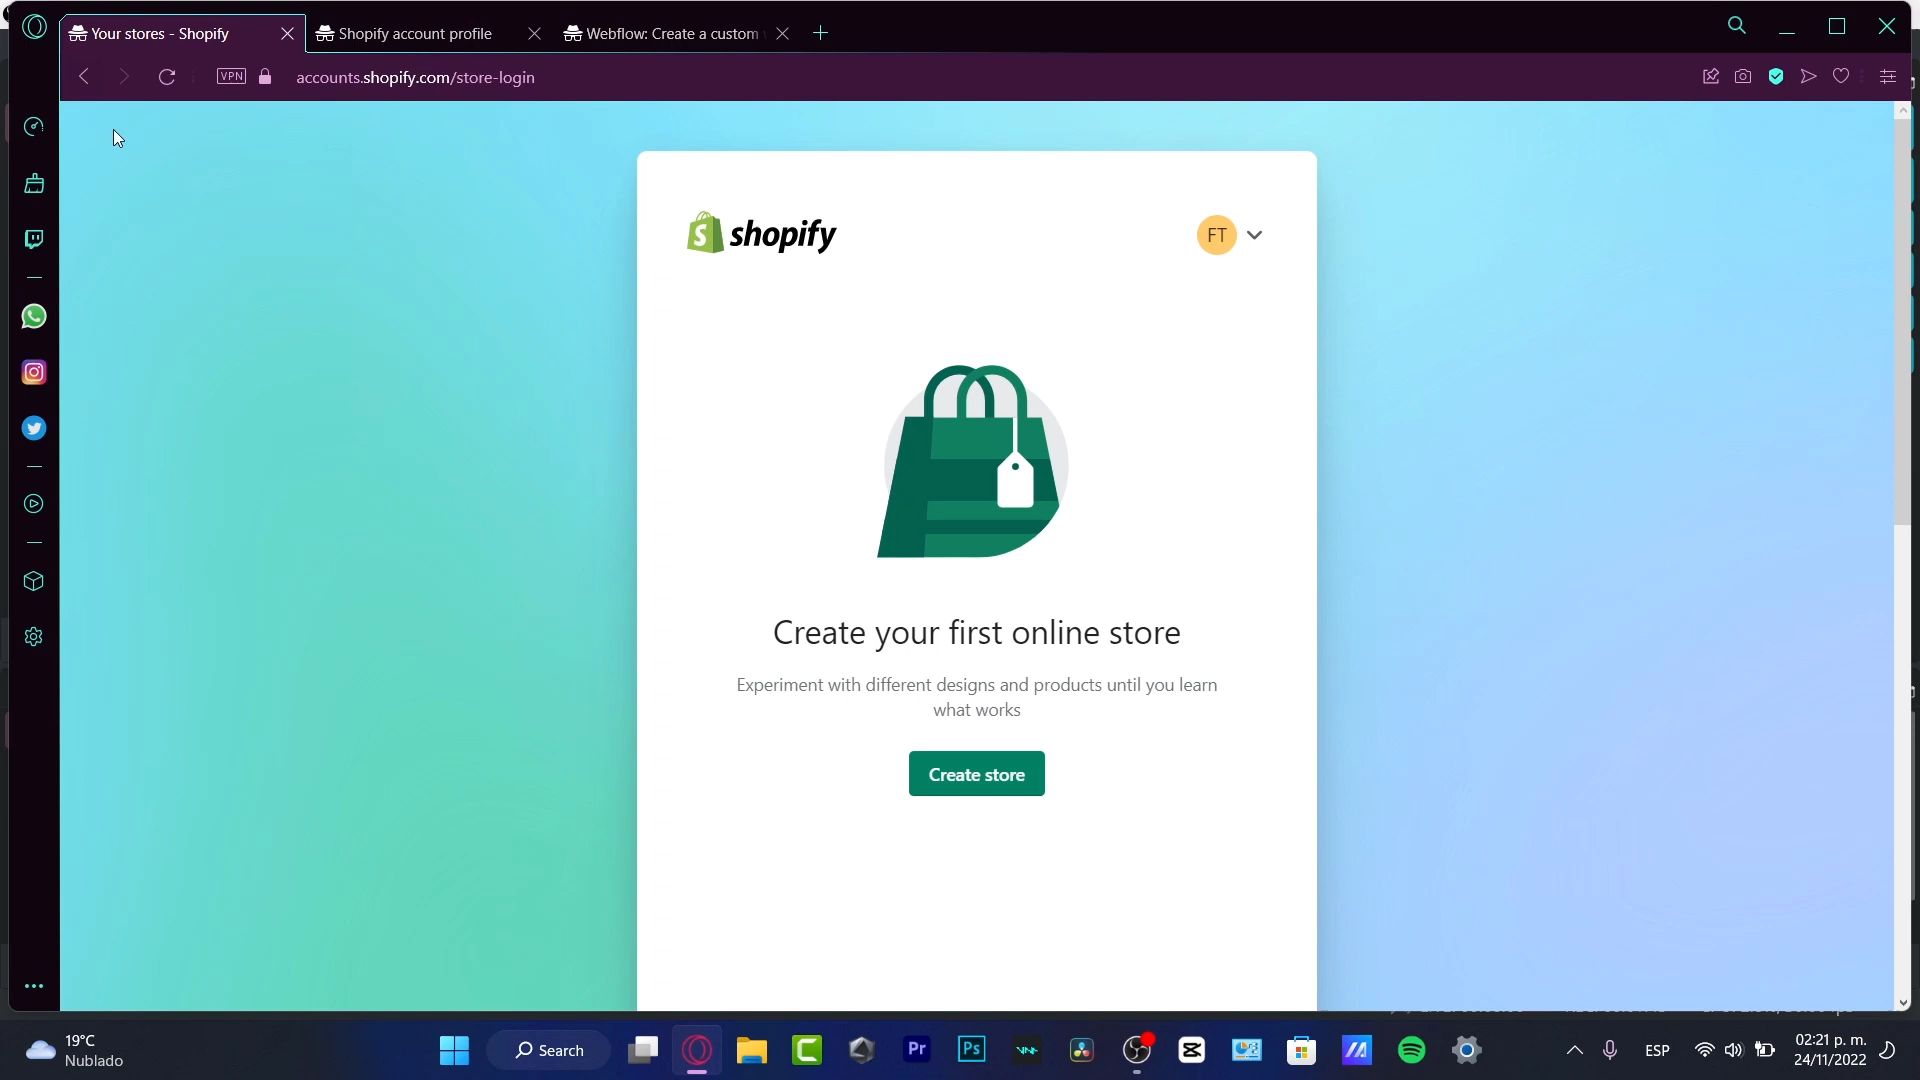 Your stores - Shopify
Shopify account profile
Webflow: Create a custom
VPN
accounts.shopify.com/store-login
shopify
FT
Create your first online store
Experiment with different designs and products until you learn
what works
Create store
19°C
Nublado
Search
Pr
Ps
ESP
02:21 p. m.
24/11/2022